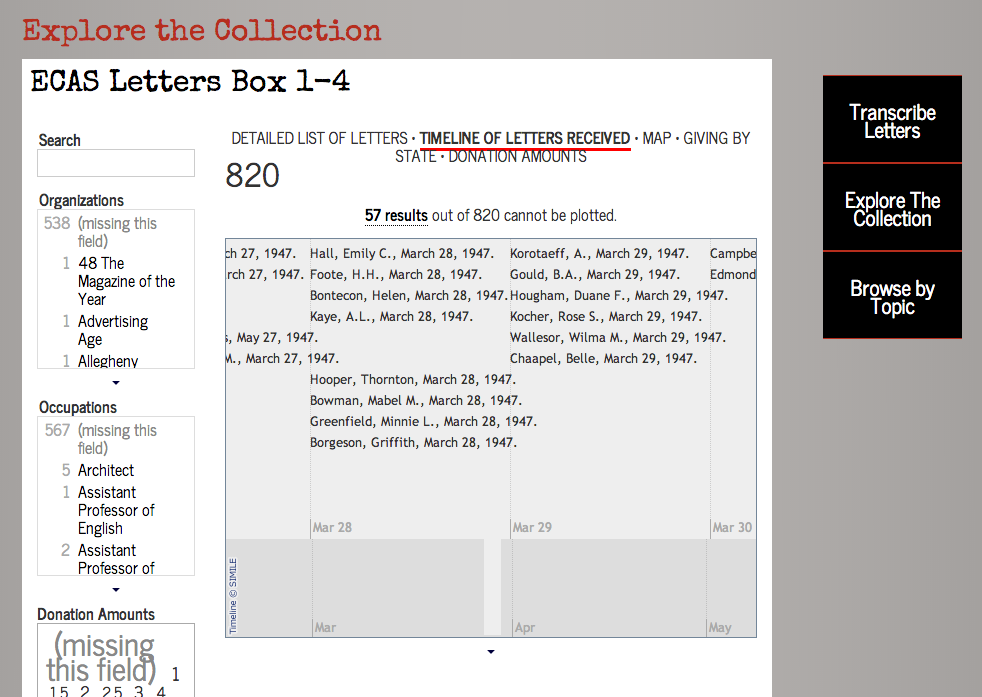 Explore the Collection
ECAS Letters Box 1-4
Search
Organizations
538 (missing this
field)
1 48 The
Magazine of the
Year
1 Advertising
Age
1 Allegheny
Occupations
567 (missing this
field)
5 Architect
1 Assistant
Professor of
English
2 Assistant
Professor of
Donation Amounts
(missing
this field) 1
15 2 25 3 4
DETAILED LIST OF LETTERS • TIMELINE OF LETTERS RECEIVED • MAP • GIVING BY
STATE • DONATION AMOUNTS
820
57 results out of 820 cannot be plotted.
ch 27, 1947. Hall, Emily C., March 28, 1947. Korotaeff, A., March 29, 1947. Campbe
rch 27, 1947. Foote, H.H., March 28, 1947. Gould, B.A., March 29, 1947. Edmond
Bontecon, Helen, March 28, 1947. Hougham, Duane F., March 29, 1947.
Kaye, A.L., March 28, 1947. Kocher, Rose S., March 29, 1947.
s, May 27, 1947. Wallesor, Wilma M., March 29, 1947.
M., March 27, 1947. Chaapel, Belle, March 29, 1947.
Hooper, Thornton, March 28, 1947.
Bowman, Mabel M., March 28, 1947.
Greenfield, Minnie L., March 28, 1947.
Borgeson, Griffith, March 28, 1947.
Mar 28 Mar 29 Mar 30
Timeline © SIMILE
Mar Apr May
Transcribe
Letters
Explore The
Collection
Browse by
Topic